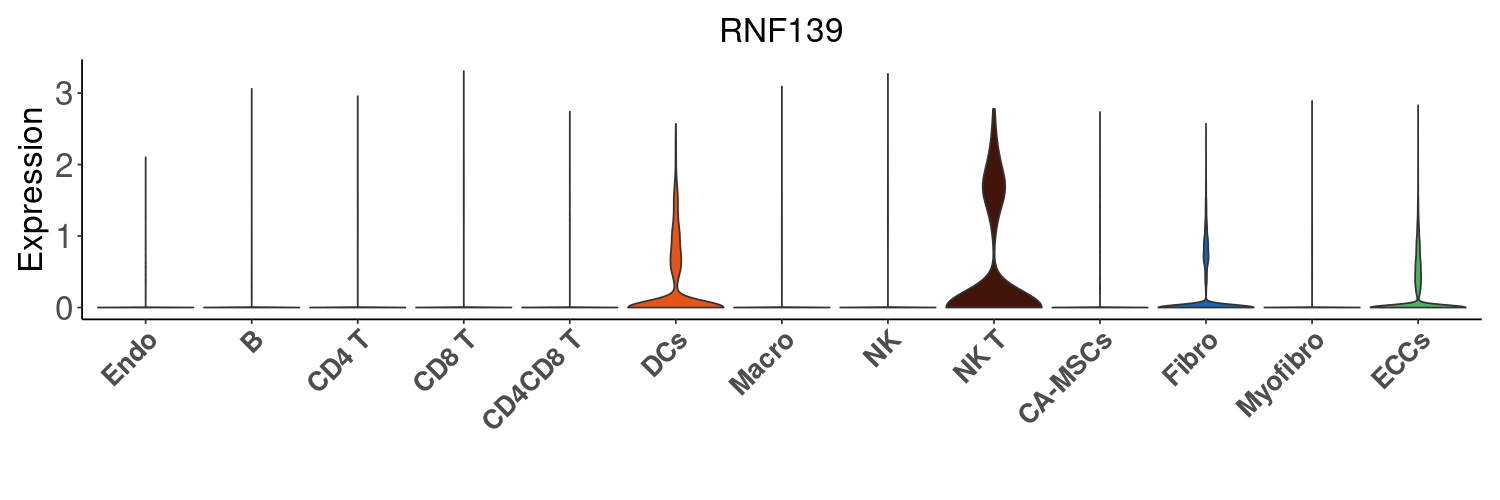 RNF139
Expression
3
2
1
0
Endo
B
CD4 T
CD8 T
CD4CD8 T
DCs
Macro
NK
NK T
CA-MSCs
Fibro
Myofibro
ECCs